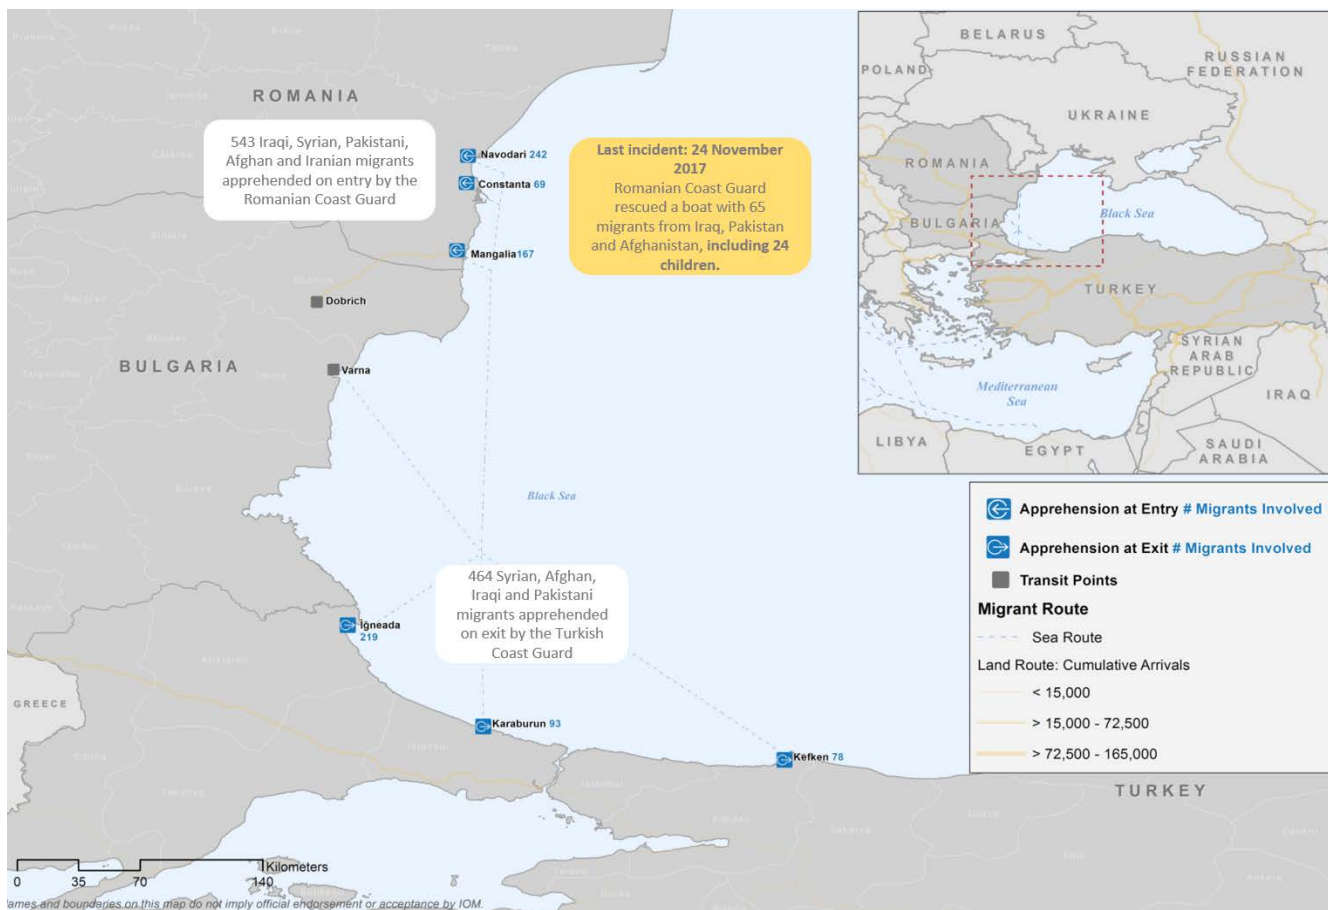 ROMANIA
543 Iraqi, Syrian, Pakistani,
Afghan and Iranian migrants
apprehended on entry by the
Romanian Coast Guard
Navodari 242
Constanta 69
Mangalia167
Dobrich
BULGARIA
Varna
Last incident: 24 November
2017
Romanian Coast Guard
rescued a boat with 65
migrants from Iraq, Pakistan
and Afghanistan, including 24
children.
Black Sea
464 Syrian, Afghan,
Iraqi and Pakistani
migrants apprehended
on exit by the Turkish
Coast Guard
İğneada
219
Karaburun 93
Kefken 78
GREECE
TURKEY
Kilometers
0 35 70 140
ames and boundaries on this map do not imply official endorsement or acceptance by IOM.
BELARUS
POLAND
RUSSIAN
FEDERATION
UKRAINE
ROMANIA
BULGARIA
Black Sea
TURKEY
SYRIAN
ARAB
REPUBLIC
IRAQ
Mediterranean
Sea
LIBYA
EGYPT
SAUDI
ARABIA
Apprehension at Entry # Migrants Involved
Apprehension at Exit # Migrants Involved
Transit Points
Migrant Route
Sea Route
Land Route: Cumulative Arrivals
< 15,000
> 15,000 - 72,500
> 72,500 - 165,000